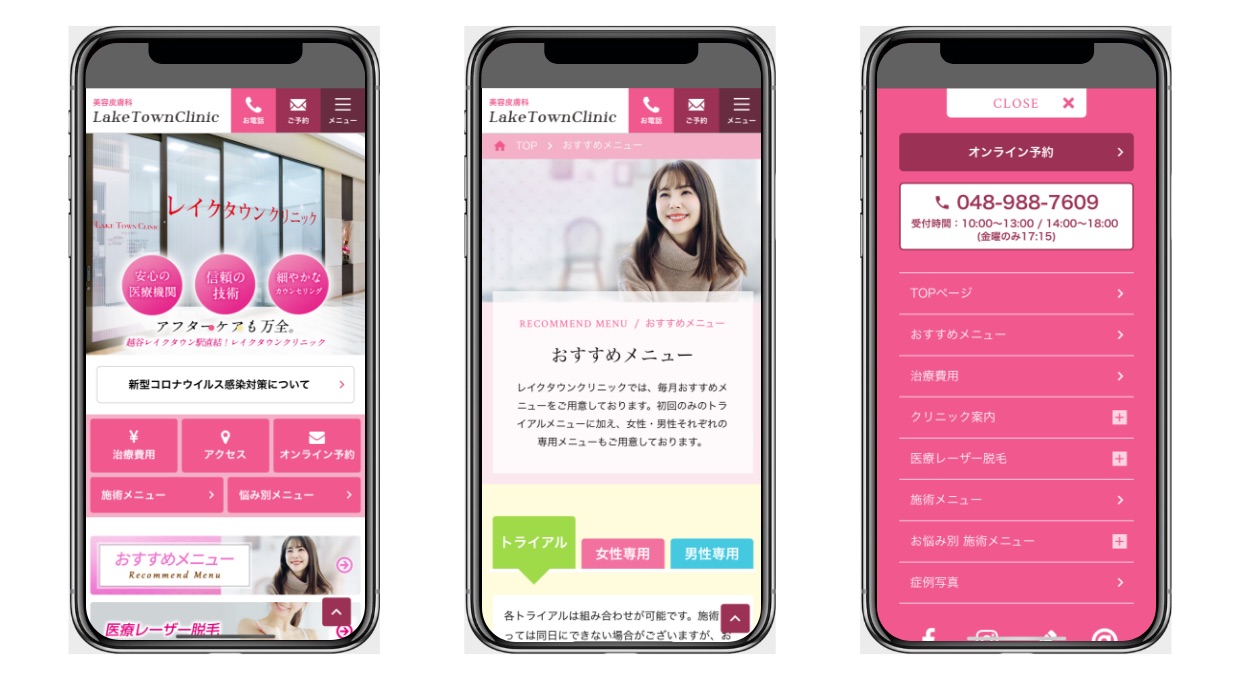 美容皮膚科
LakeTownClinic
お電話
ご予約
メニュー
レイクタウンクリニック
LAKE TOWN CLINIC
安心の
医療機関
信頼の
技術
細やかな
カウンセリング
アフターケアも万全。
越谷レイクタウン駅直結!レイクタウンクリニック
新型コロナウイルス感染対策について
治療費用
アクセス
オンライン予約
施術メニュー
悩み別メニュー
おすすめメニュー
Recommend Menu
医療レーザー脱毛
美容皮膚科
LakeTownClinic
お電話
ご予約
メニュー
TOP > おすすめメニュー
RECOMMEND MENU / おすすめメニュー
おすすめメニュー
レイクタウンクリニックでは、毎月おすすめメ
ニューをご用意しております。初回のみのトラ
イアルメニューに加え、女性・男性それぞれの
専用メニューもご用意しております。
トライアル
女性専用
男性専用
各トライアルは組み合わせが可能です。施術
っては同日にできない場合がございますが、お
CLOSE
オンライン予約
048-988-7609
受付時間:10:00〜13:00 / 14:00〜18:00
(金曜のみ17:15)
TOPページ
おすすめメニュー
治療費用
クリニック案内
医療レーザー脱毛
施術メニュー
お悩み別 施術メニュー
症例写真